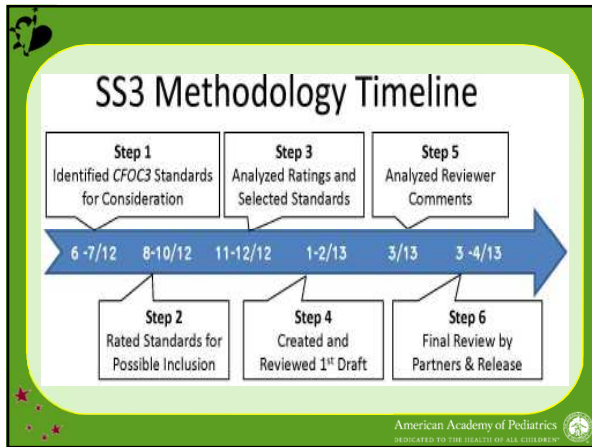 SS3 Methodology Timeline
Step 1
Identified CFOC3 Standards
for Consideration
Step 3
Analyzed Ratings and
Selected Standards
Step 5
Analyzed Reviewer
Comments
6 -7/12 8-10/12 11-12/12 1-2/13 3/13 3 -4/13
Step 2
Rated Standards for
Possible Inclusion
Step 4
Created and
Reviewed 1st Draft
Step 6
Final Review by
Partners & Release
American Academy of Pediatrics
DEDICATED TO THE HEALTH OF ALL CHILDREN™